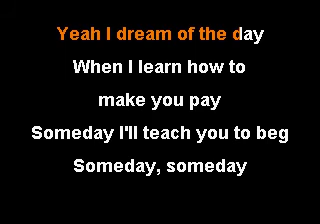 Yeah I dream of the day
When I learn how to
make you pay
Someday I'll teach you to beg
Someday, someday